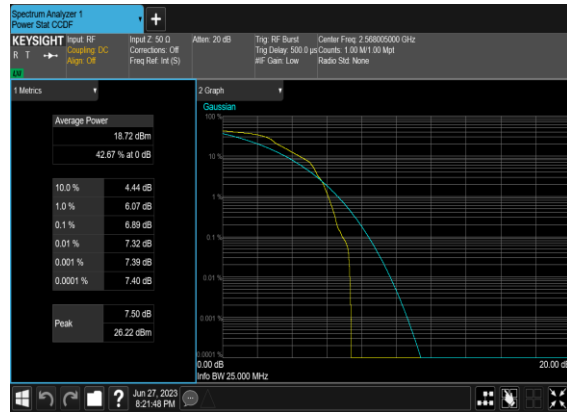 Spectrum Analyzer 1
Power Stat CCDF
KEYSIGHT
R T
LV
Input: RF
Coupling: DC
Align: Off
Input Z: 50 Ω
Corrections: Off
Freq Ref: Int (S)
Atten: 20 dB
Trig: RF Burst
Trig Delay: 500.0 µs
#IF Gain: Low
Center Freq: 2.568005000 GHz
Counts: 1.00 M/1.00 Mpt
Radio Std: None
1 Metrics
Average Power
18.72 dBm
42.67 % at 0 dB
10.0 % 4.44 dB
1.0 % 6.07 dB
0.1 % 6.89 dB
0.01 % 7.32 dB
0.001 % 7.39 dB
0.0001 % 7.40 dB
Peak 7.50 dB
26.22 dBm
2 Graph
Gaussian
100 %
10 %
1 %
0.1 %
0.01 %
0.001 %
0.0001 %
0.00 dB 20.00 dB
Info BW 25.000 MHz
?
Jun 27, 2023
8:21:48 PM